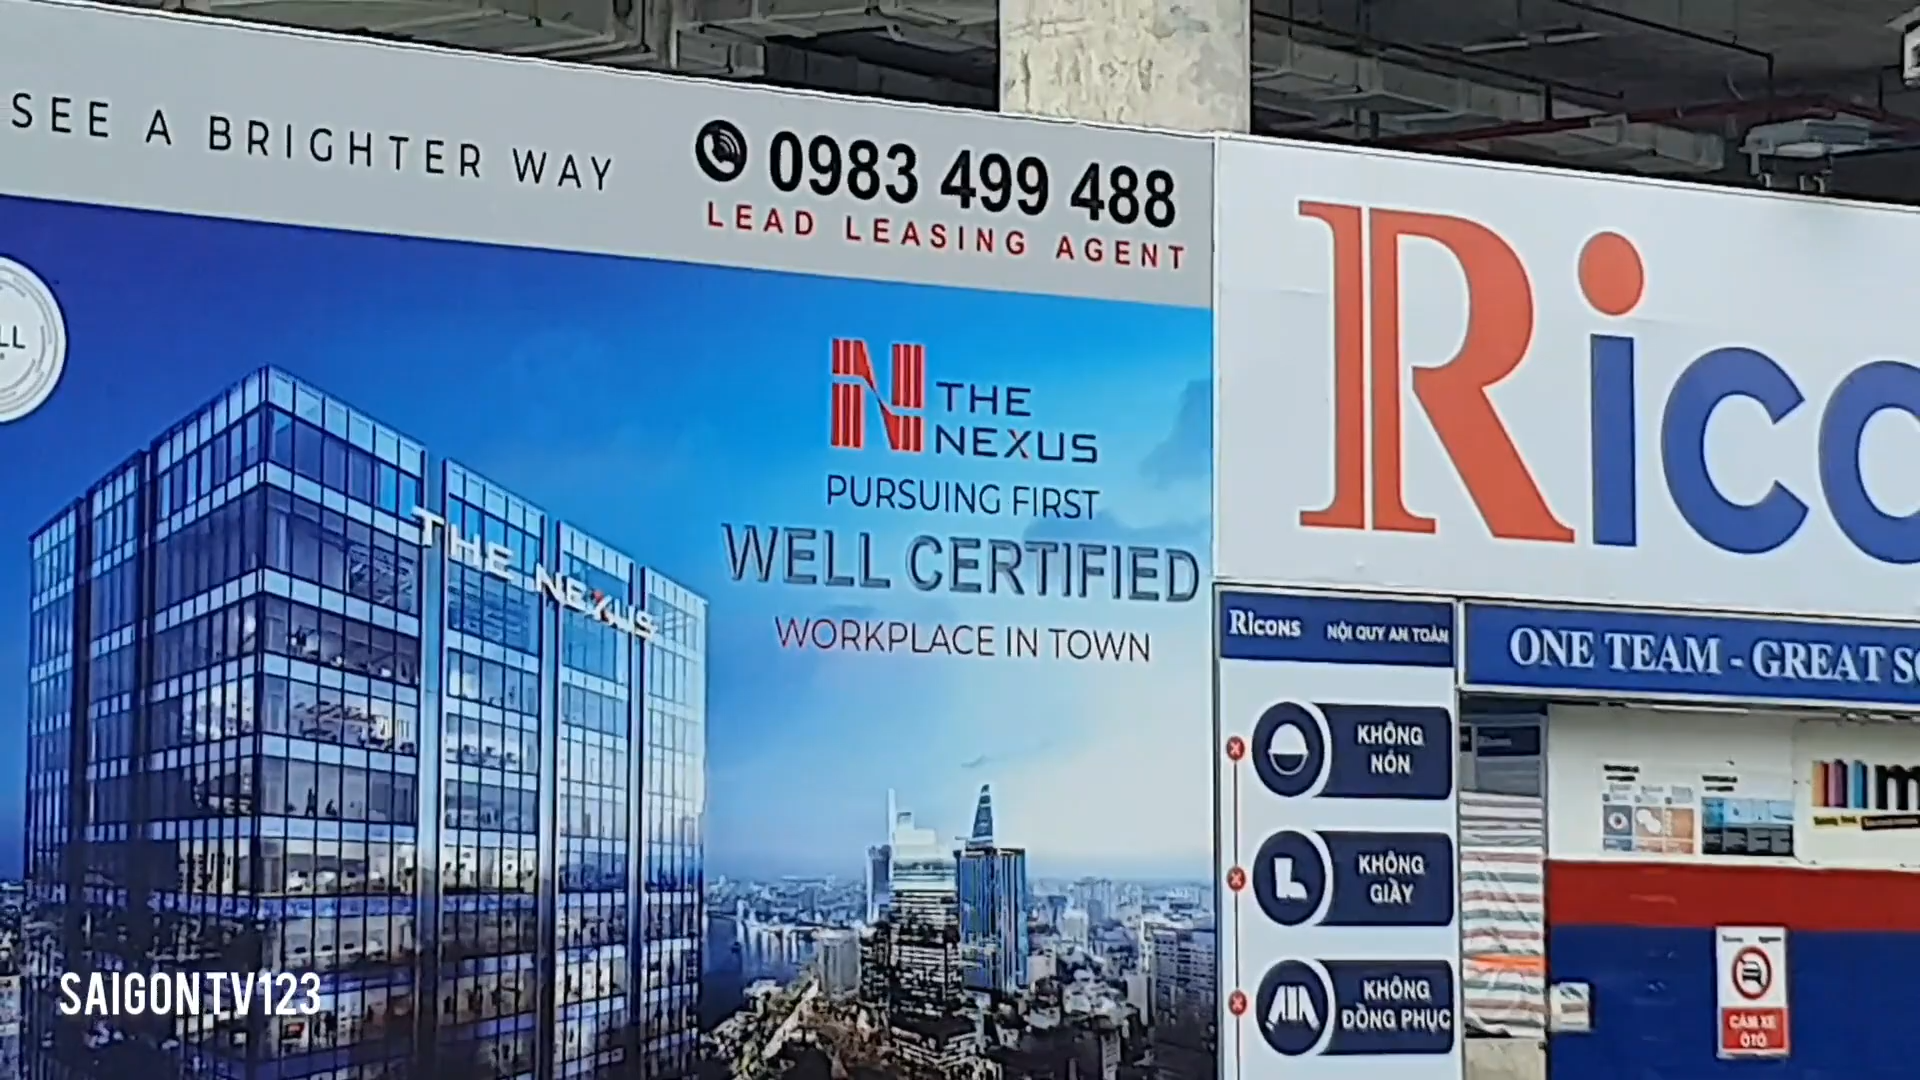 SEE A BRIGHTER WAY
0983 499 488
LEAD LEASING AGENT
THE
NEXUS
PURSUING FIRST
WELL CERTIFIED
WORKPLACE IN TOWN
THE NEXUS
RICONS NỘI QUY AN TOÀN
ONE TEAM - GREAT
KHÔNG
NÓN
KHÔNG
GIÀY
KHÔNG
ĐỒNG PHỤC
CẤM XE
ÔTÔ
SAIGONTV123